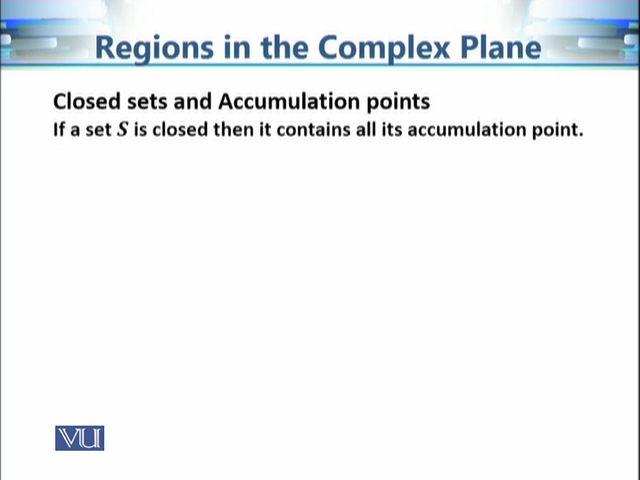 Regions in the Complex Plane
Closed sets and Accumulation points
If a set S is closed then it contains all its accumulation point.
VU